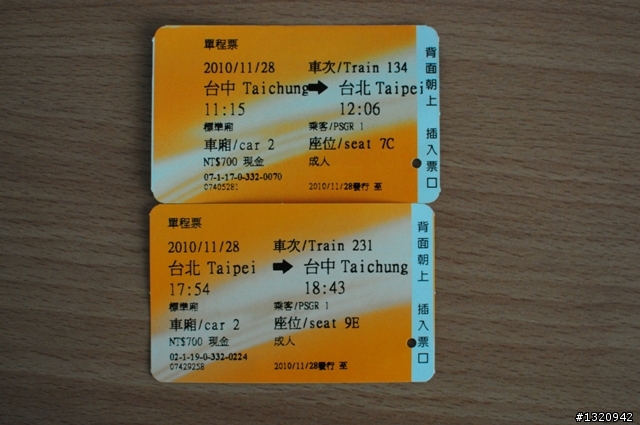 單程票
2010/11/28 車次/Train 134
台中 Taichung → 台北 Taipei
11:15 12:06
標準廂 乘客/PSGR 1
車廂/car 2 座位/seat 7C
NT$700 現金 成人
07-1-17-0-332-0070
07405281 2010/11/28發行 至
背面朝上 插入票口
單程票
2010/11/28 車次/Train 231
台北 Taipei → 台中 Taichung
17:54 18:43
標準廂 乘客/PSGR 1
車廂/car 2 座位/seat 9E
NT$700 現金 成人
02-1-19-0-332-0224
07429258 2010/11/28發行 至
背面朝上 插入票口
#1320942